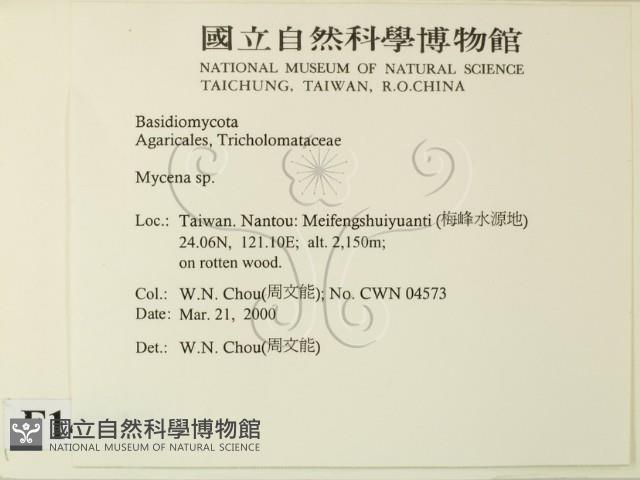 國立自然科學博物館
NATIONAL MUSEUM OF NATURAL SCIENCE
TAICHUNG, TAIWAN, R.O.CHINA
Basidiomycota
Agaricales, Tricholomataceae
Mycena sp.
Loc.: Taiwan. Nantou: Meifengshuiyuanti (梅峰水源地)
24.06N, 121.10E; alt. 2,150m;
on rotten wood.
Col.: W.N. Chou(周文能); No. CWN 04573
Date: Mar. 21, 2000
Det.: W.N. Chou(周文能)
國立自然科學博物館
NATIONAL MUSEUM OF NATURAL SCIENCE